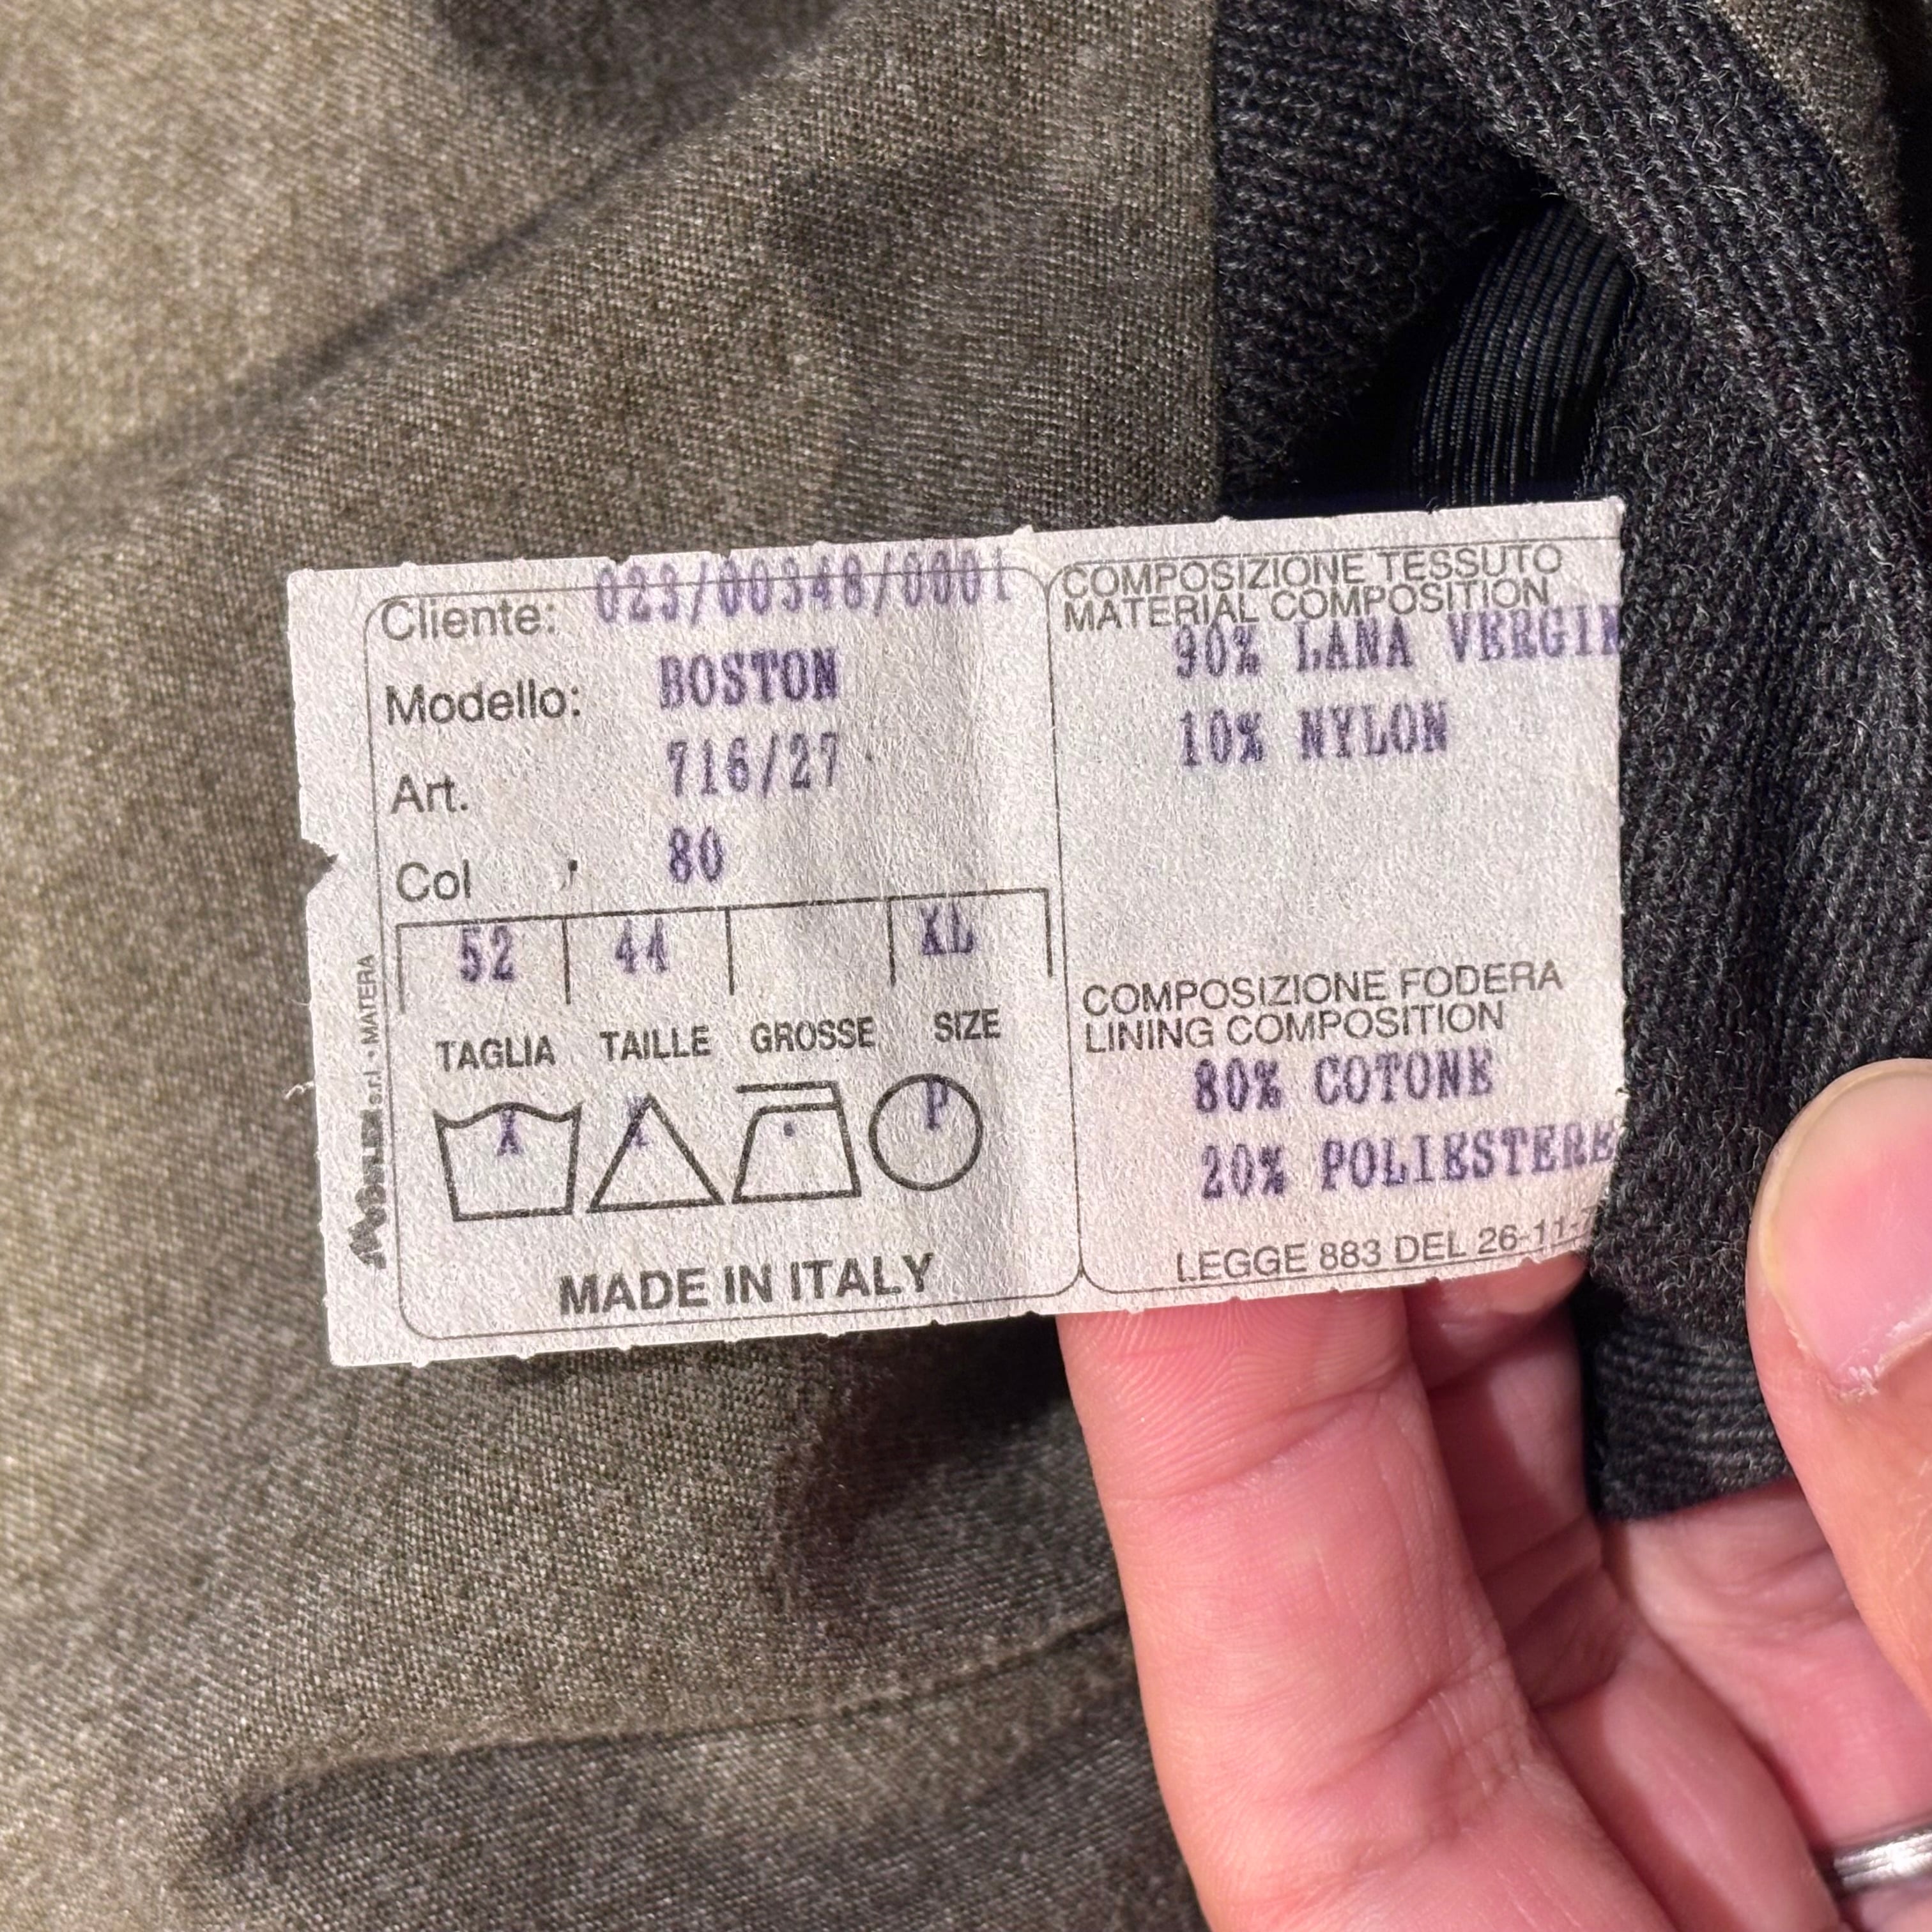 Cliente: 023/00348/0001
Modello: BOSTON
Art. 716/27
Col 80
52 44 XL
TAGLIA TAILLE GROSSE SIZE
X X P
MADE IN ITALY
s.r.l. - MATERA
COMPOSIZIONE TESSUTO
MATERIAL COMPOSITION
90% LANA VERGIN
10% NYLON
COMPOSIZIONE FODERA
LINING COMPOSITION
80% COTONE
20% POLIESTERE
LEGGE 883 DEL 26-11-7